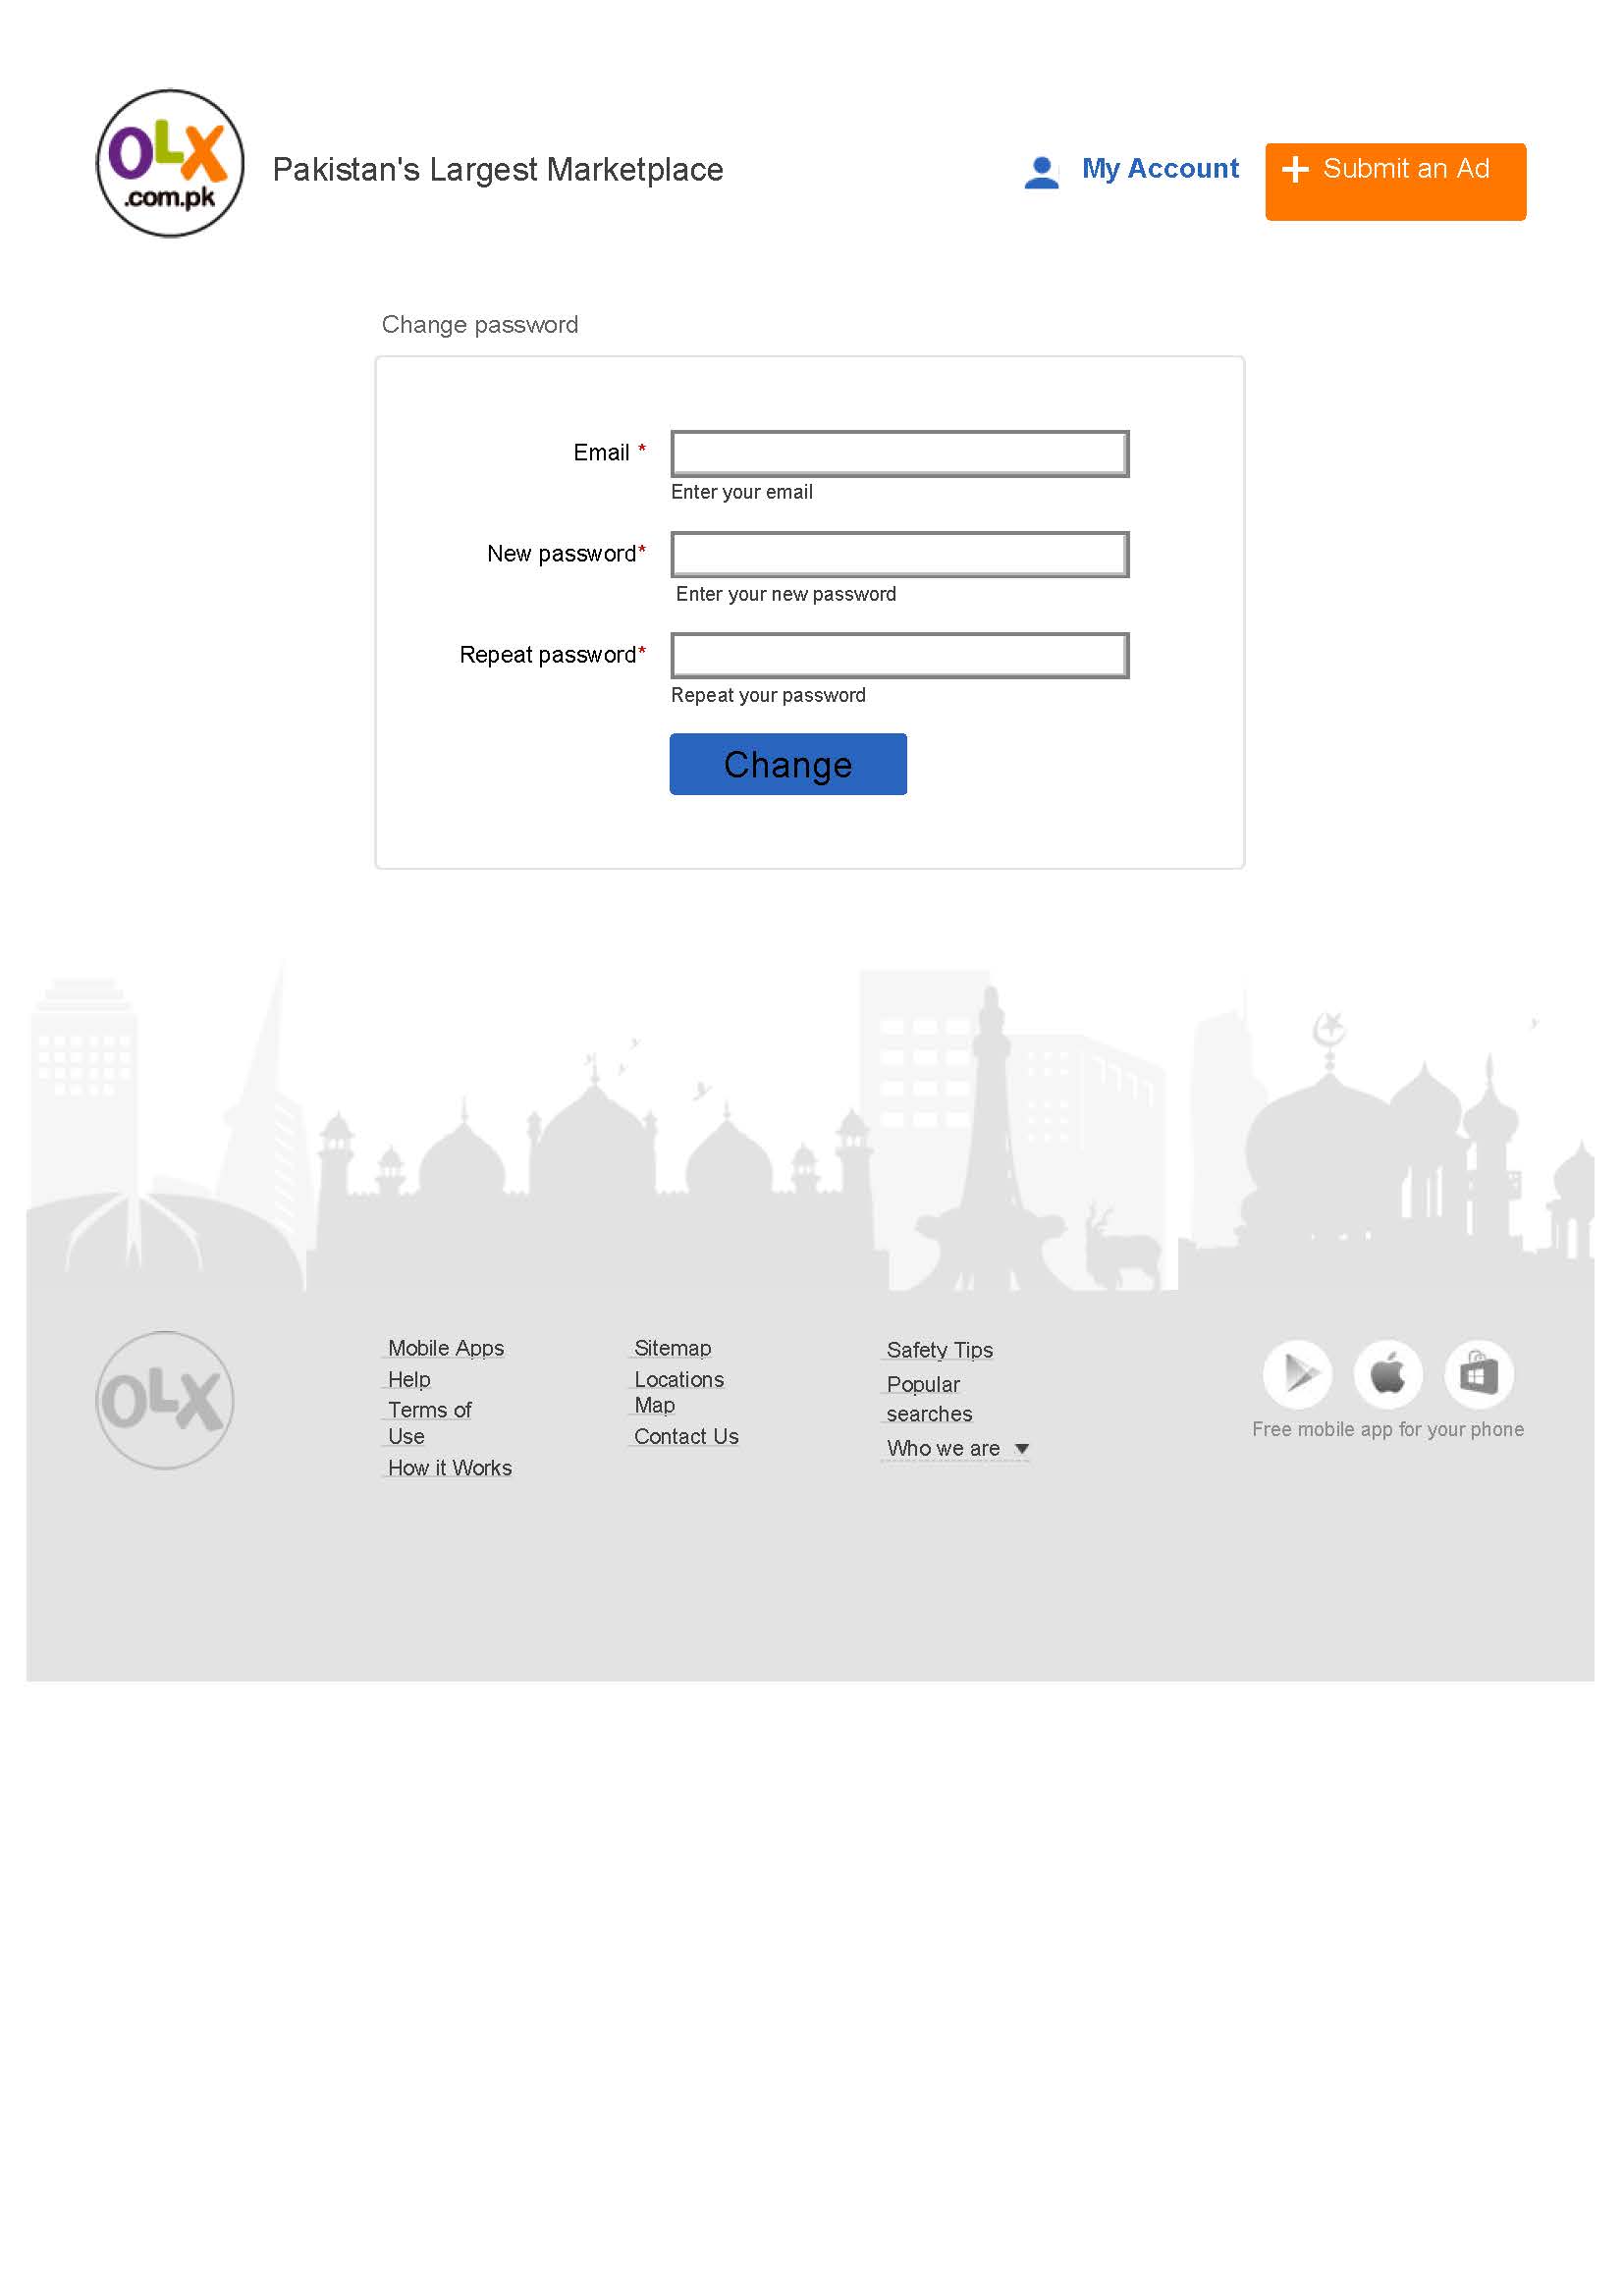 OLX
.com.pk
Pakistan's Largest Marketplace
My Account
+ Submit an Ad
Change password
Email *
Enter your email
New password*
Enter your new password
Repeat password*
Repeat your password
Change
OLX
Mobile Apps
Help
Terms of
Use
How it Works
Sitemap
Locations
Map
Contact Us
Safety Tips
Popular
searches
Who we are ▼
Free mobile app for your phone